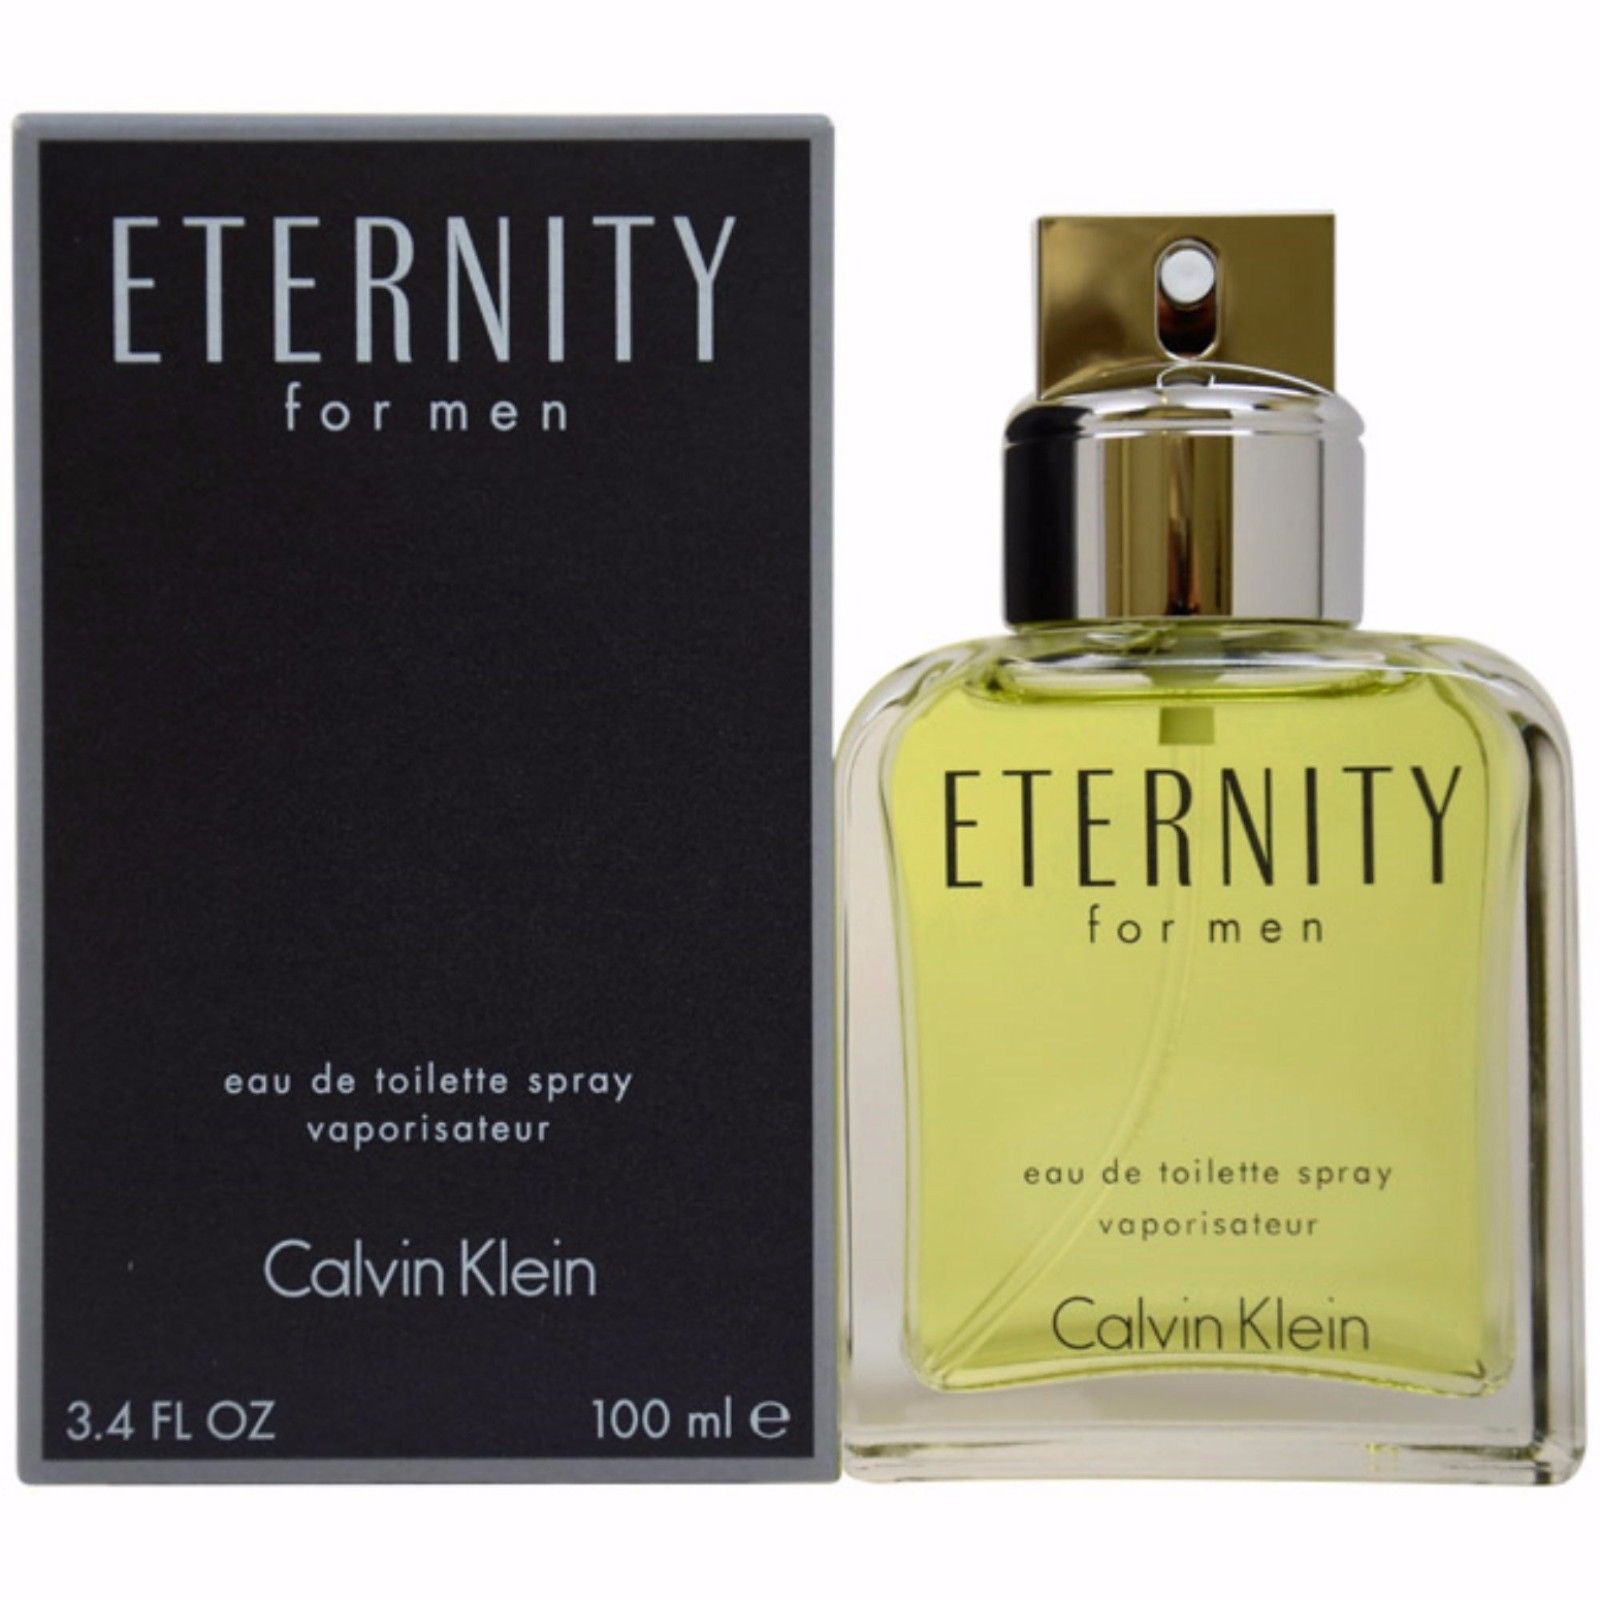 ETERNITY
for men
eau de toilette spray
vaporisateur
Calvin Klein
3.4 FL OZ
100 ml ℮
ETERNITY
for men
eau de toilette spray
vaporisateur
Calvin Klein